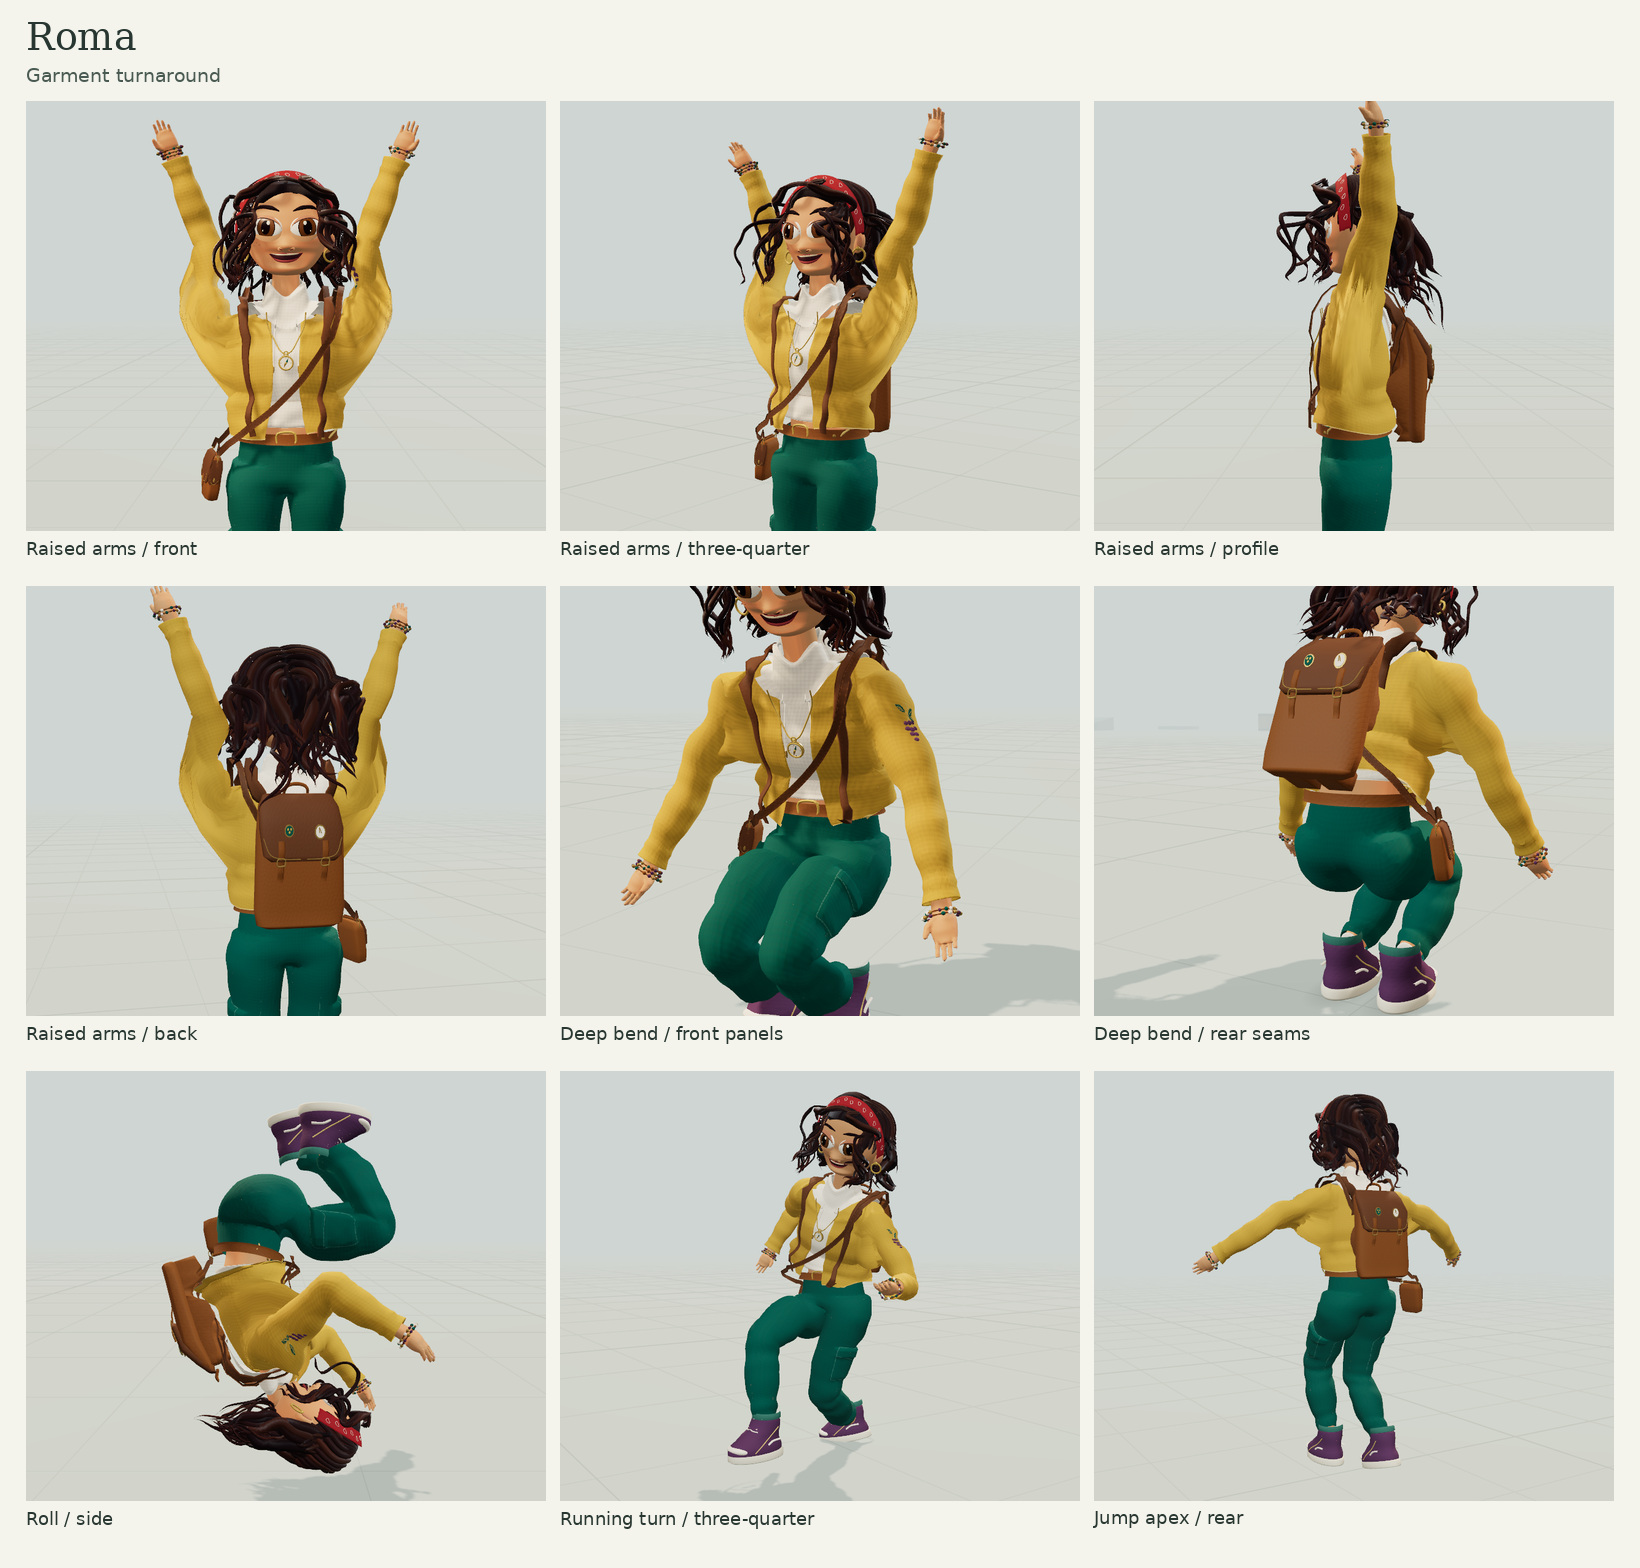 Roma
Garment turnaround
Raised arms / front
Raised arms / three-quarter
Raised arms / profile
Raised arms / back
Deep bend / front panels
Deep bend / rear seams
Roll / side
Running turn / three-quarter
Jump apex / rear